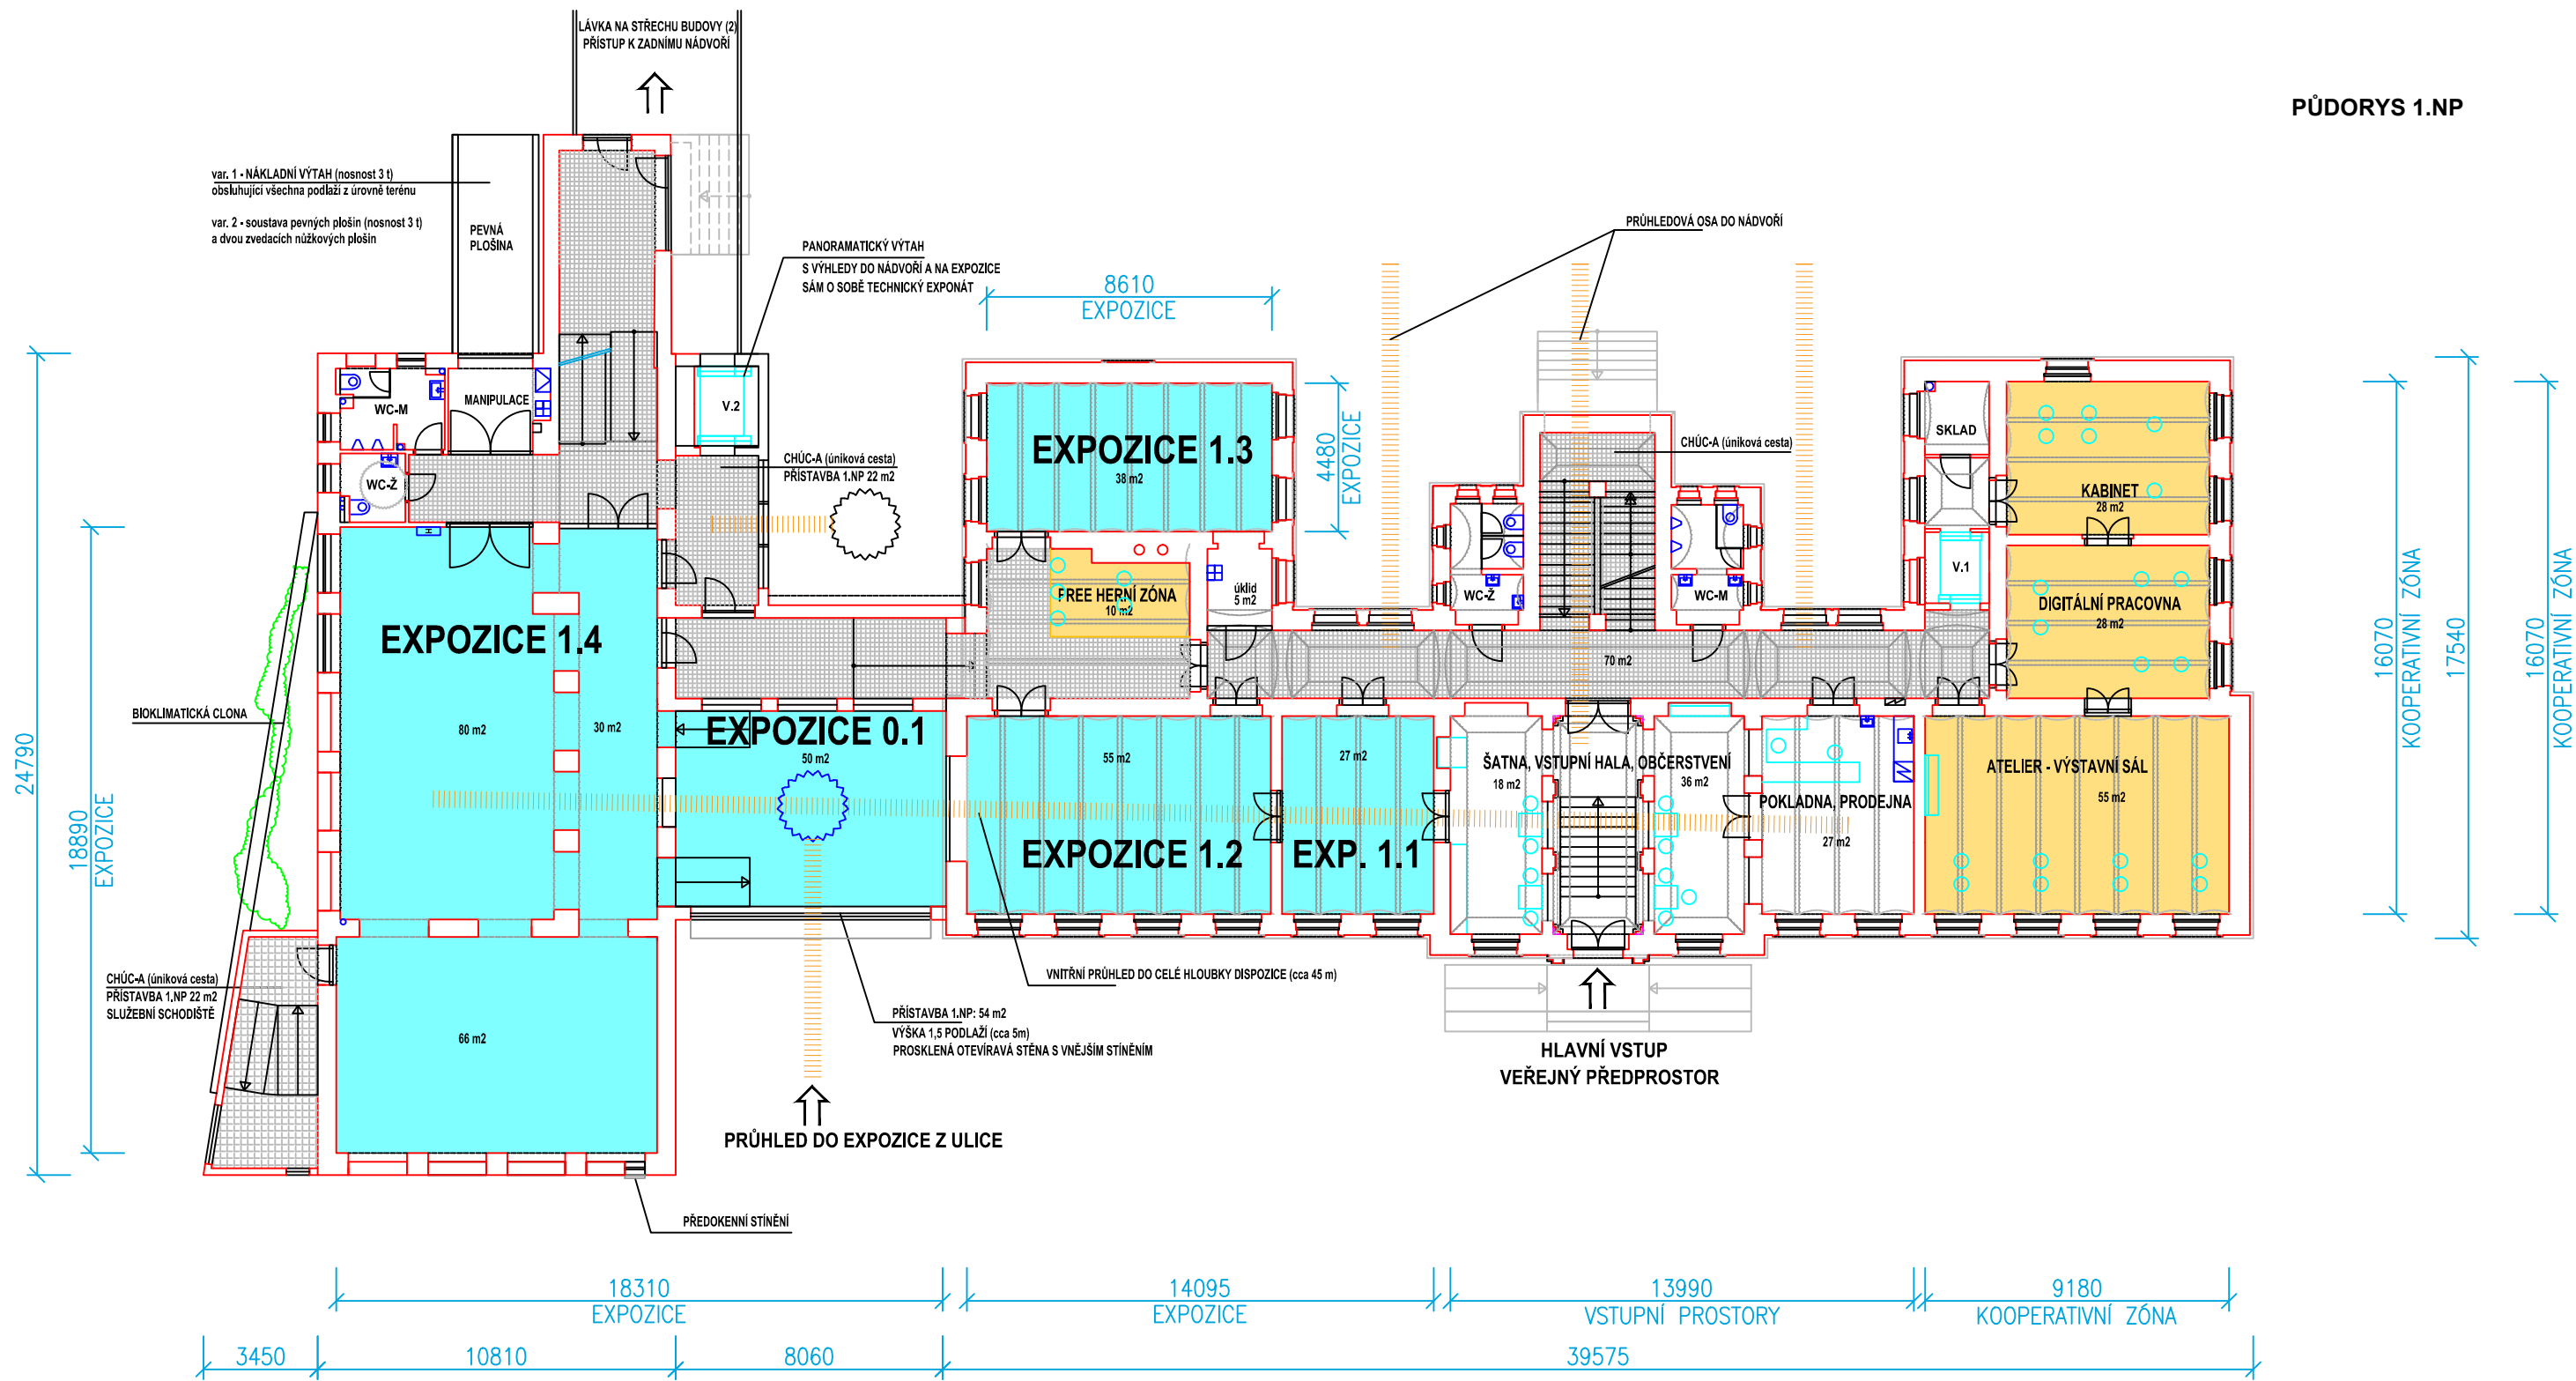 LÁVKA NA STŘECHU BUDOVY (2)
PŘÍSTUP K ZADNÍMU NÁDVOŘÍ
PŮDORYS 1.NP
var. 1 - NÁKLADNÍ VÝTAH (nosnost 3 t)
obsluhující všechna podlaží z úrovně terénu
var. 2 - soustava pevných plošin (nosnost 3 t)
a dvou zvedacích nůžkových plošin
PEVNÁ
PLOŠINA
PANORAMATICKÝ VÝTAH
S VÝHLEDY DO NÁDVOŘÍ A NA EXPOZICE
SÁM O SOBĚ TECHNICKÝ EXPONÁT
PRŮHLEDOVÁ OSA DO NÁDVOŘÍ
8610
EXPOZICE
4480
EXPOZICE
WC-M
MANIPULACE
V.2
WC-Ž
CHÚC-A (úniková cesta)
PŘÍSTAVBA 1.NP 22 m2
EXPOZICE 1.3
38 m2
CHÚC-A (úniková cesta)
SKLAD
KABINET
28 m2
FREE HERNÍ ZÓNA
10 m2
úklid
5 m2
WC-Ž
WC-M
V.1
DIGITÁLNÍ PRACOVNA
28 m2
70 m2
EXPOZICE 1.4
80 m2
30 m2
EXPOZICE 0.1
50 m2
55 m2
EXPOZICE 1.2
27 m2
EXP. 1.1
ŠATNA, VSTUPNÍ HALA, OBČERSTVENÍ
18 m2
36 m2
POKLADNA, PRODEJNA
27 m2
ATELIER - VÝSTAVNÍ SÁL
55 m2
BIOKLIMATICKÁ CLONA
24790
18890
EXPOZICE
16070
KOOPERATIVNÍ ZÓNA
17540
16070
KOOPERATIVNÍ ZÓNA
CHÚC-A (úniková cesta)
PŘÍSTAVBA 1.NP 22 m2
SLUŽEBNÍ SCHODIŠTĚ
66 m2
VNITŘNÍ PRŮHLED DO CELÉ HLOUBKY DISPOZICE (cca 45 m)
PŘÍSTAVBA 1.NP: 54 m2
VÝŠKA 1,5 PODLAŽÍ (cca 5m)
PROSKLENÁ OTEVÍRAVÁ STĚNA S VNĚJŠÍM STÍNĚNÍM
HLAVNÍ VSTUP
VEŘEJNÝ PŘEDPROSTOR
PRŮHLED DO EXPOZICE Z ULICE
PŘEDOKENNÍ STÍNĚNÍ
18310
EXPOZICE
14095
EXPOZICE
13990
VSTUPNÍ PROSTORY
9180
KOOPERATIVNÍ ZÓNA
3450
10810
8060
39575